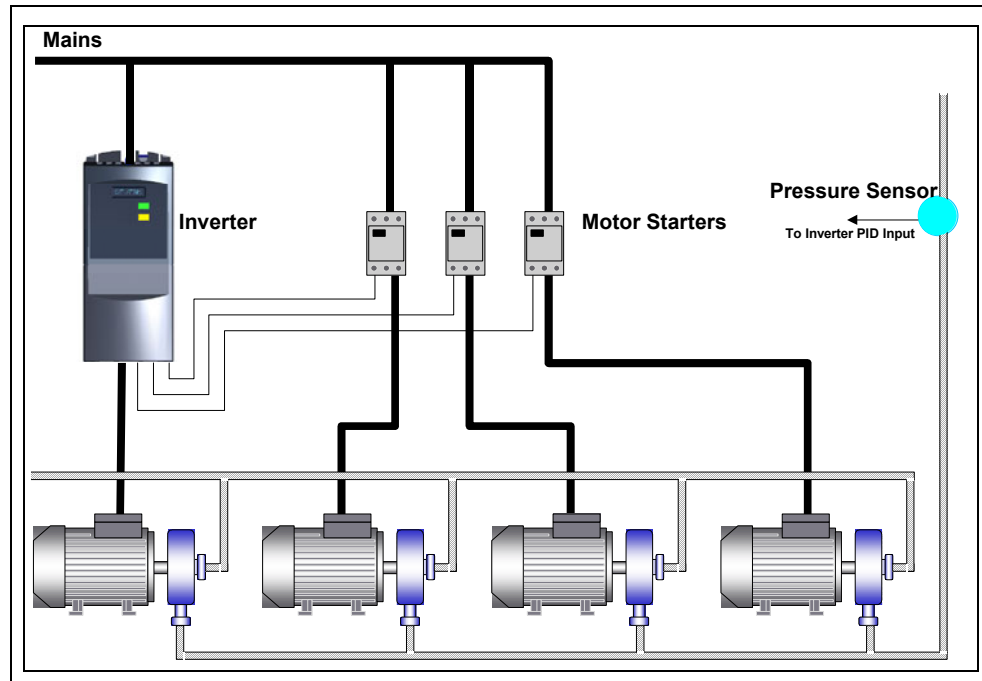 Mains
Pressure Sensor
Inverter
Motor Starters
To Inverter PID Input